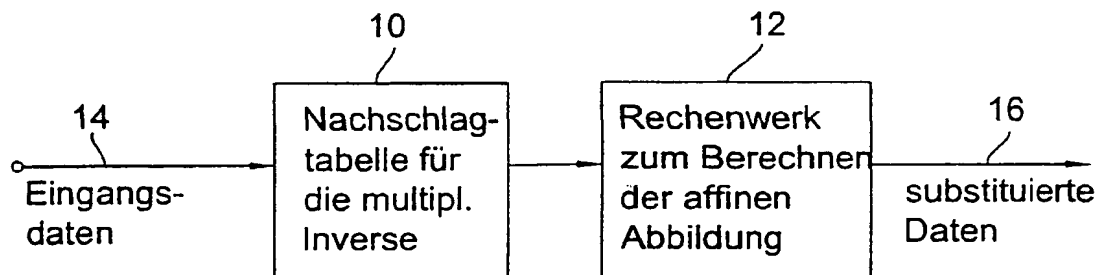 10
12
14
16
Eingangs-
daten
Nachschlag-
tabelle für
die multipl.
Inverse
Rechenwerk
zum Berechnen
der affinen
Abbildung
substituierte
Daten